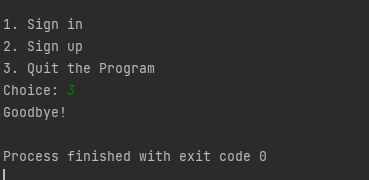 1. Sign in
2. Sign up
3. Quit the Program
Choice: 3
Goodbye!
Process finished with exit code 0